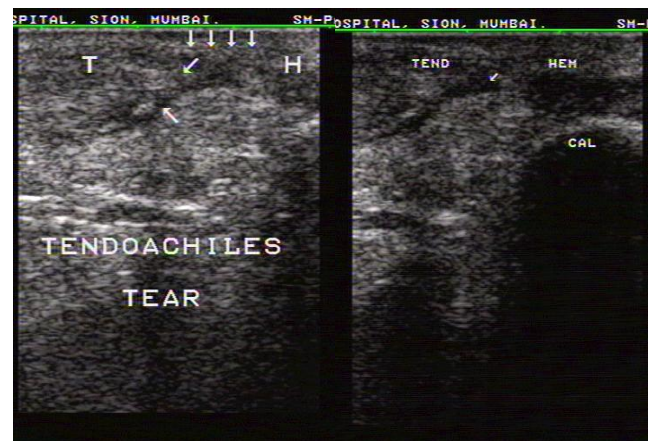 SPITAL, SION, MUMBAI. SM-P
OSPITAL, SION, MUMBAI. SM-
T H
TEND HEM
CAL
TENDOACHILES
TEAR